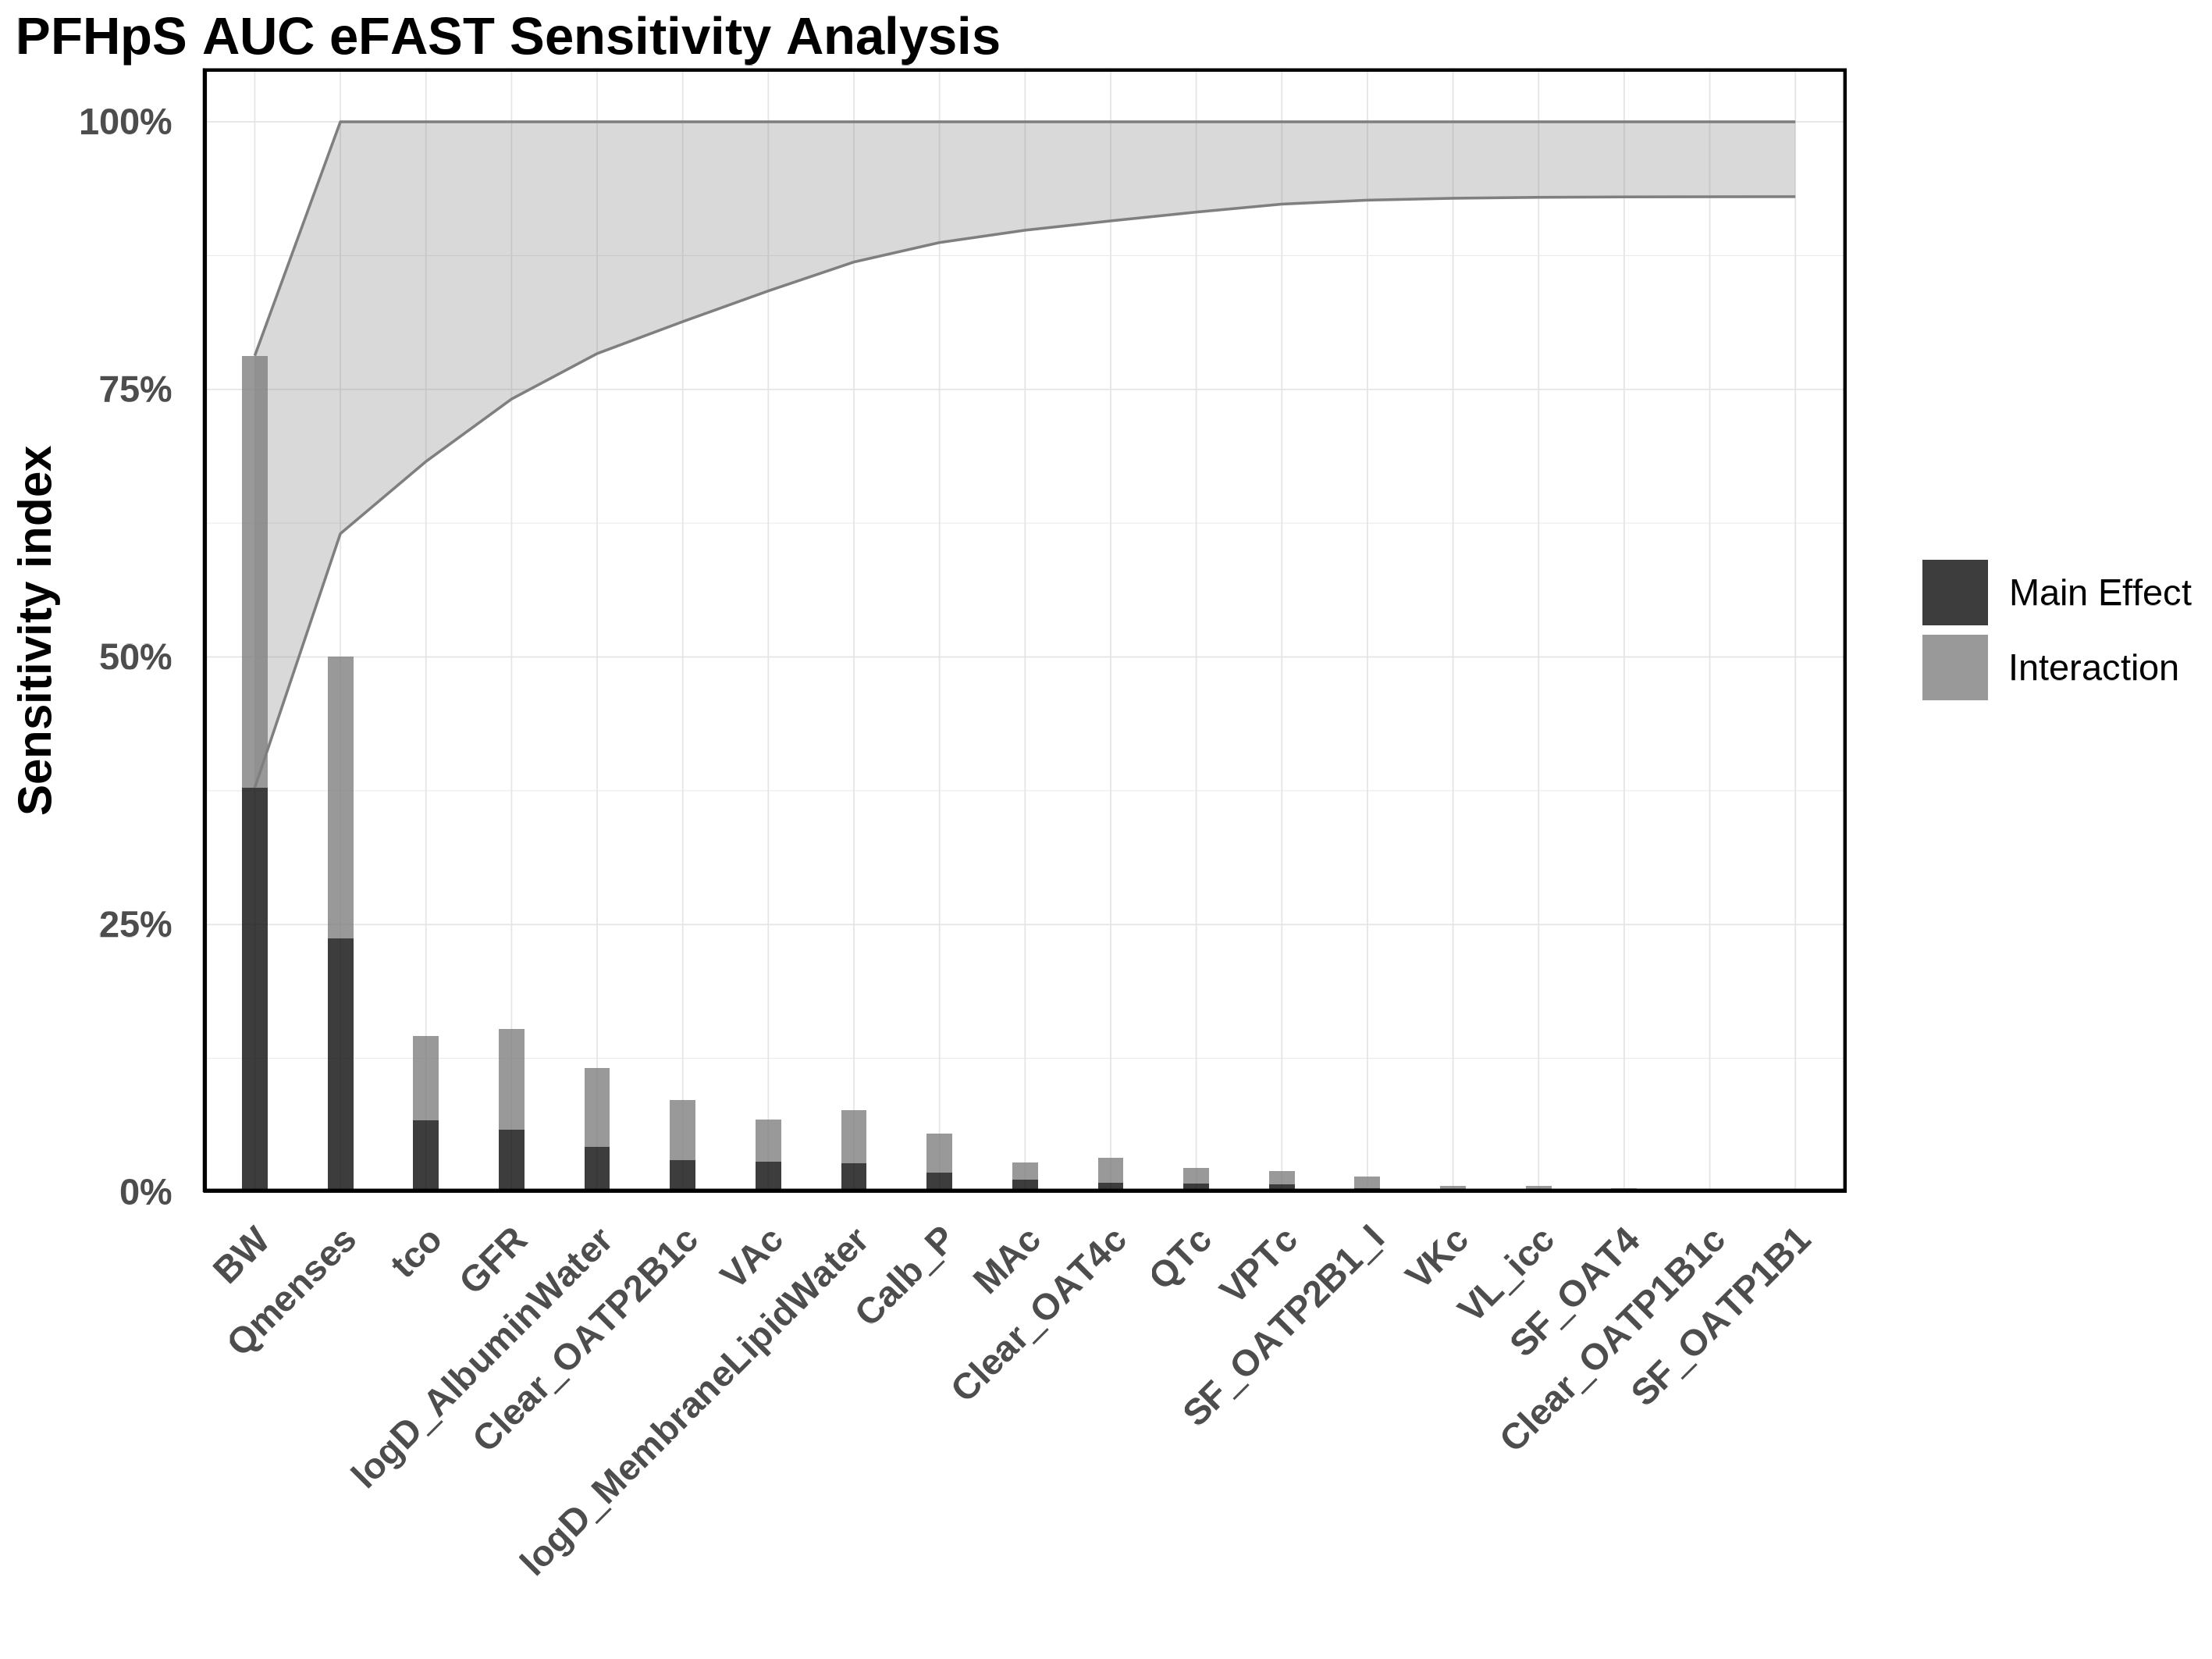 PFHpS AUC eFAST Sensitivity Analysis
Sensitivity index
100%
75%
50%
25%
0%
BW
Qmenses
tco
GFR
logD_AlbuminWater
Clear_OATP2B1c
VAc
logD_MembraneLipidWater
Calb_P
MAc
Clear_OAT4c
QTc
VPTc
SF_OATP2B1_l
VKc
VL_icc
SF_OAT4
Clear_OATP1B1c
SF_OATP1B1
Main Effect
Interaction